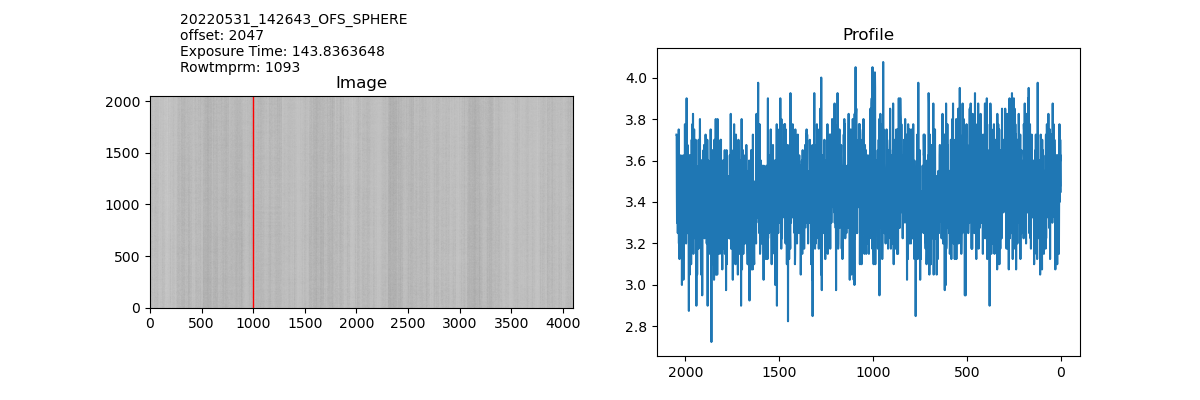 20220531_142643_OFS_SPHERE
offset: 2047
Exposure Time: 143.8363648
Rowtmprm: 1093
Image
2000
1500
1000
500
0
0 500 1000 1500 2000 2500 3000 3500 4000
Profile
4.0
3.8
3.6
3.4
3.2
3.0
2.8
2000 1500 1000 500 0